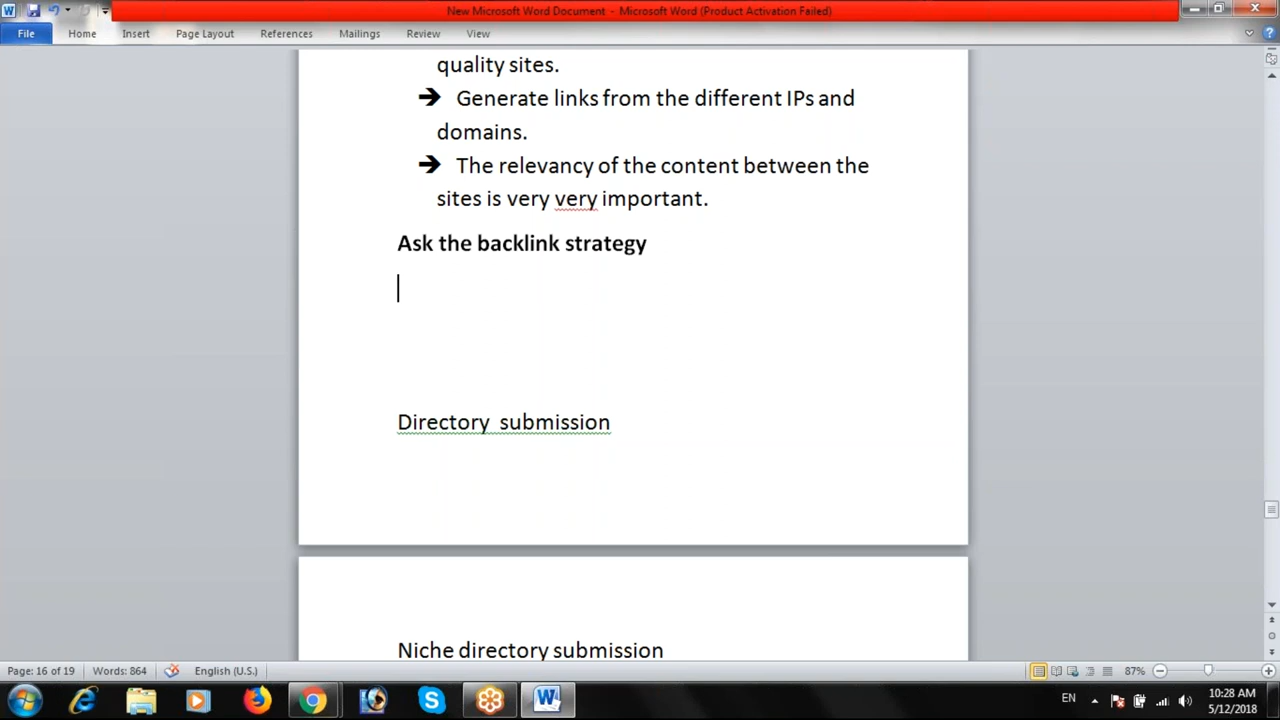 New Microsoft Word Document - Microsoft Word (Product Activation Failed)
File Home Insert Page Layout References Mailings Review View
quality sites.
➔ Generate links from the different IPs and
domains.
➔ The relevancy of the content between the
sites is very very important.
Ask the backlink strategy
Directory submission
Niche directory submission
Page: 16 of 19 Words: 864 English (U.S.) 87%
EN 10:28 AM
5/12/2018